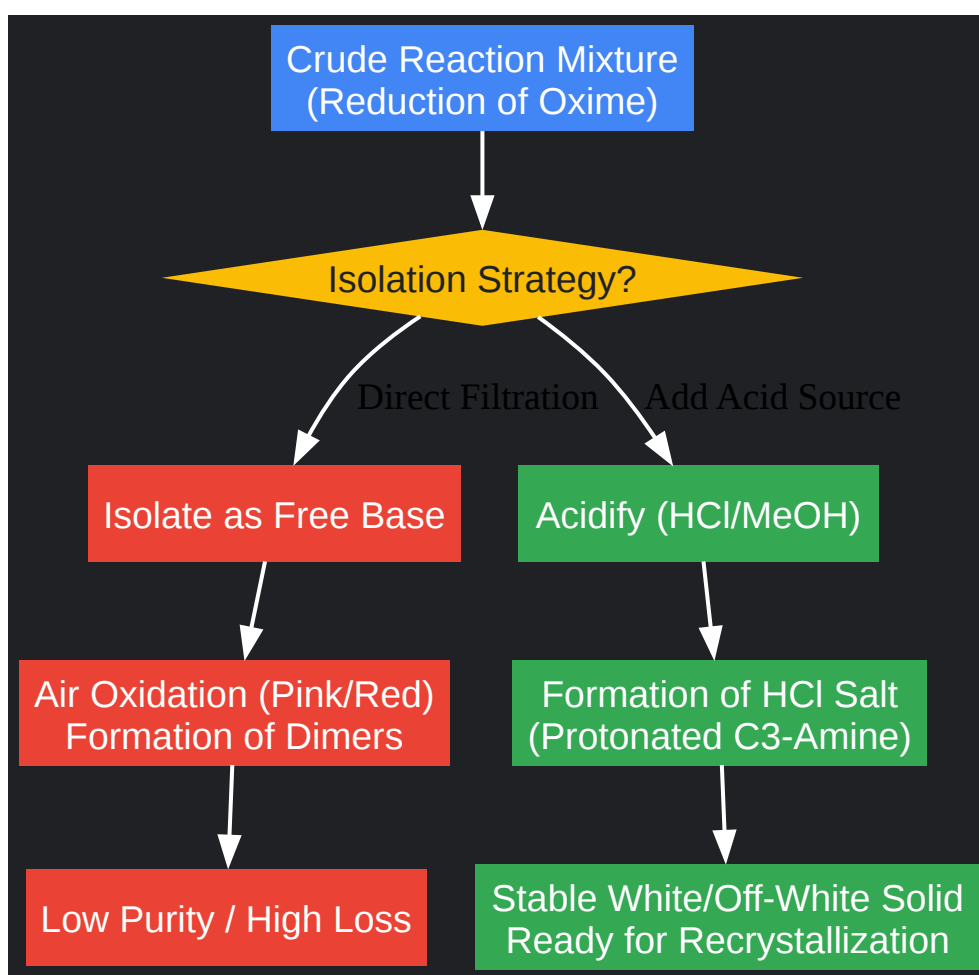 Crude Reaction Mixture
(Reduction of Oxime)
Isolation Strategy?
Direct Filtration
Add Acid Source
Isolate as Free Base
Acidify (HCl/MeOH)
Air Oxidation (Pink/Red)
Formation of Dimers
Formation of HCl Salt
(Protonated C3-Amine)
Low Purity / High Loss
Stable White/Off-White Solid
Ready for Recrystallization